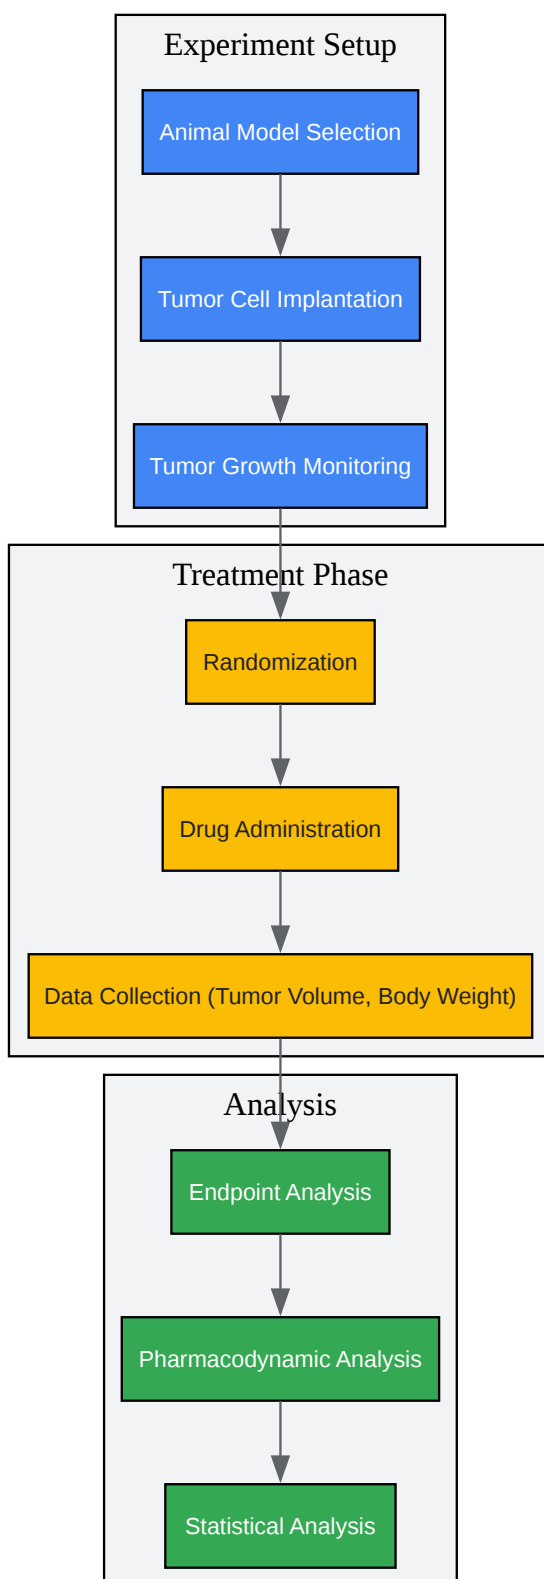 Experiment Setup
Animal Model Selection
Tumor Cell Implantation
Tumor Growth Monitoring
Treatment Phase
Randomization
Drug Administration
Data Collection (Tumor Volume, Body Weight)
Analysis
Endpoint Analysis
Pharmacodynamic Analysis
Statistical Analysis